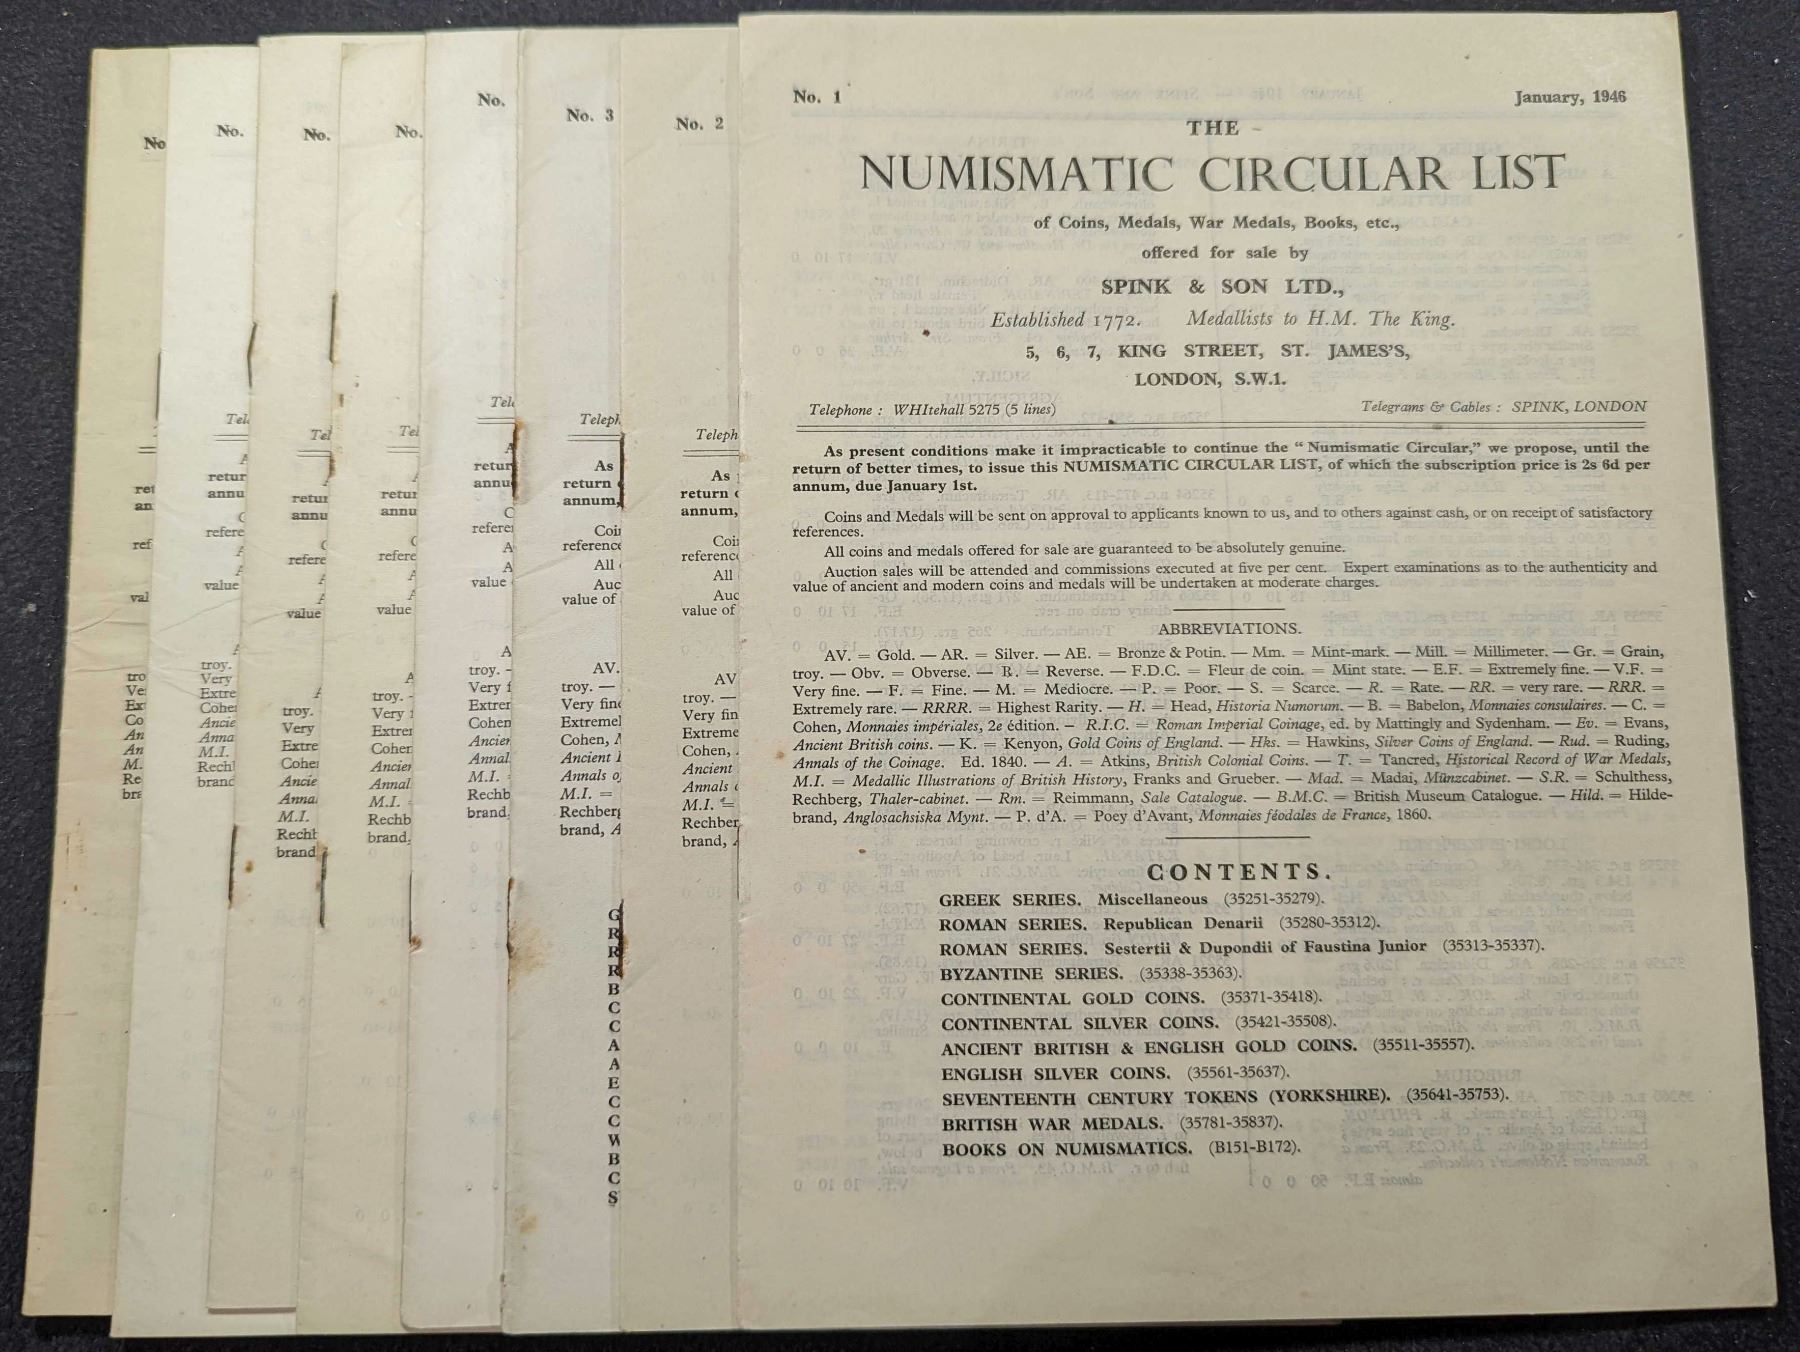 No. 1 January, 1946
THE
NUMISMATIC CIRCULAR LIST
of Coins, Medals, War Medals, Books, etc.,
offered for sale by
SPINK & SON LTD.,
Established 1772. Medallists to H.M. The King.
5, 6, 7, KING STREET, ST. JAMES'S,
LONDON, S.W.1.
Telephone : WHItehall 5275 (5 lines) Telegrams & Cables : SPINK, LONDON
As present conditions make it impracticable to continue the “ Numismatic Circular,” we propose, until the
return of better times, to issue this NUMISMATIC CIRCULAR LIST, of which the subscription price is 2s 6d per
annum, due January 1st.
Coins and Medals will be sent on approval to applicants known to us, and to others against cash, or on receipt of satisfactory
references.
All coins and medals offered for sale are guaranteed to be absolutely genuine.
Auction sales will be attended and commissions executed at five per cent. Expert examinations as to the authenticity and
value of ancient and modern coins and medals will be undertaken at moderate charges.
ABBREVIATIONS.
AV. = Gold. — AR. = Silver. — AE. = Bronze & Potin. — Mm. = Mint-mark. — Mill. = Millimeter. — Gr. = Grain,
troy. — Obv. = Obverse. — R. = Reverse. — F.D.C. = Fleur de coin. = Mint state. — E.F. = Extremely fine. — V.F. =
Very fine. — F. = Fine. — M. = Mediocre. — P. = Poor. — S. = Scarce. — R. = Rate. — RR. = very rare. — RRR. =
Extremely rare. — RRRR. = Highest Rarity. — H. = Head, Historia Numorum. — B. = Babelon, Monnaies consulaires. — C. =
Cohen, Monnaies impériales, 2e édition. – R.I.C. = Roman Imperial Coinage, ed. by Mattingly and Sydenham. — Ev. = Evans,
Ancient British coins. — K. = Kenyon, Gold Coins of England. — Hks. = Hawkins, Silver Coins of England. — Rud. = Ruding,
Annals of the Coinage. Ed. 1840. — A. = Atkins, British Colonial Coins. — T. = Tancred, Historical Record of War Medals,
M.I. = Medallic Illustrations of British History, Franks and Grueber. — Mad. = Madai, Münzcabinet. — S.R. = Schulthess,
Rechberg, Thaler-cabinet. — Rm. = Reimmann, Sale Catalogue. — B.M.C. = British Museum Catalogue. — Hild. = Hilde-
brand, Anglosachsiska Mynt. — P. d'A. = Poey d'Avant, Monnaies féodales de France, 1860.
CONTENTS.
GREEK SERIES. Miscellaneous (35251-35279).
ROMAN SERIES. Republican Denarii (35280-35312).
ROMAN SERIES. Sestertii & Dupondii of Faustina Junior (35313-35337).
BYZANTINE SERIES. (35338-35363).
CONTINENTAL GOLD COINS. (35371-35418).
CONTINENTAL SILVER COINS. (35421-35508).
ANCIENT BRITISH & ENGLISH GOLD COINS. (35511-35557).
ENGLISH SILVER COINS. (35561-35637).
SEVENTEENTH CENTURY TOKENS (YORKSHIRE). (35641-35753).
BRITISH WAR MEDALS. (35781-35837).
BOOKS ON NUMISMATICS. (B151-B172).
No. 2
No. 3
No.
No.
No.
No.
No